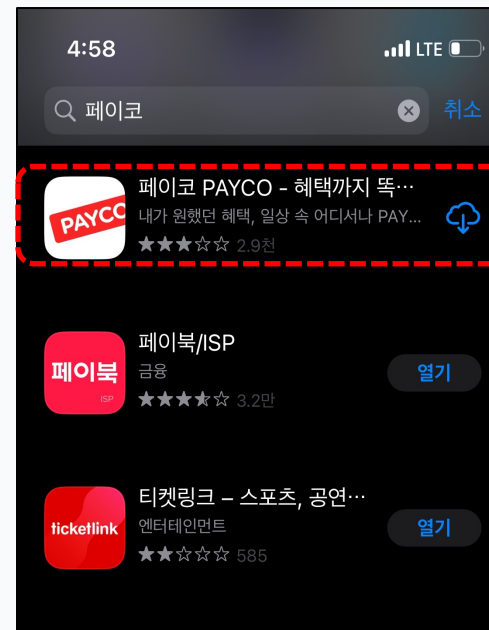 4:58 LTE
페이코 취소
페이코 PAYCO - 혜택까지 똑…
내가 원했던 혜택, 일상 속 어디서나 PAY...
PAYCO
★★★☆☆ 2.9천
페이북/ISP
페이북
ISP
금융
열기
3.2만
티켓링크 – 스포츠, 공연…
ticketlink
엔터테인먼트
열기
★★☆☆☆ 585